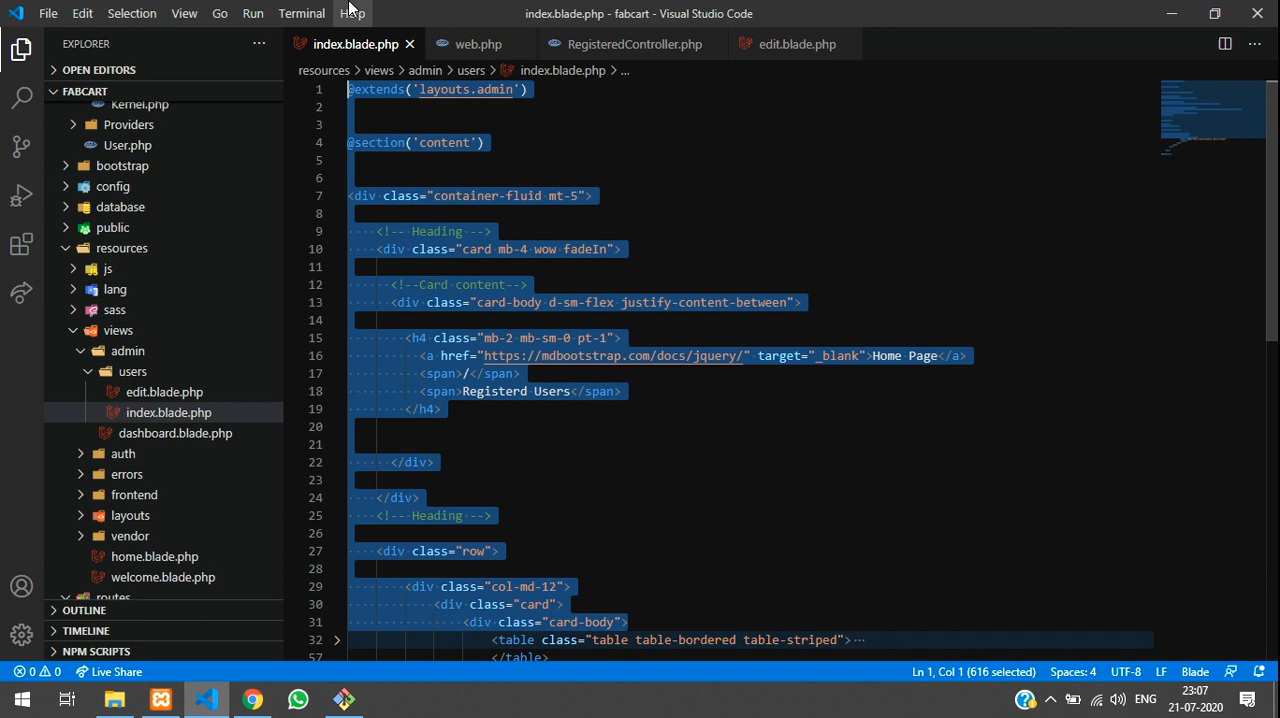 File Edit Selection View Go Run Terminal Help index.blade.php - fabcart - Visual Studio Code
EXPLORER
OPEN EDITORS
FABCART
Kernel.php
Providers
User.php
bootstrap
config
database
public
resources
js
lang
sass
views
admin
users
edit.blade.php
index.blade.php
dashboard.blade.php
auth
errors
frontend
layouts
vendor
home.blade.php
welcome.blade.php
routes
OUTLINE
TIMELINE
NPM SCRIPTS
index.blade.php web.php RegisteredController.php edit.blade.php
resources > views > admin > users > index.blade.php > ...
1 @extends('layouts.admin')
2
3
4 @section('content')
5
6
7 <div class="container-fluid mt-5">
8
9 <!-- Heading -->
10 <div class="card mb-4 wow fadeIn">
11
12 <!--Card content-->
13 <div class="card-body d-sm-flex justify-content-between">
14
15 <h4 class="mb-2 mb-sm-0 pt-1">
16 <a href="https://mdbootstrap.com/docs/jquery/" target="_blank">Home Page</a>
17 <span>/</span>
18 <span>Registerd Users</span>
19 </h4>
20
21
22 </div>
23
24 </div>
25 <!-- Heading -->
26
27 <div class="row">
28
29 <div class="col-md-12">
30 <div class="card">
31 <div class="card-body">
32 <table class="table table-bordered table-striped"> ...
57 </table>
0 0 Live Share Ln 1, Col 1 (616 selected) Spaces: 4 UTF-8 LF Blade
ENG
23:07
21-07-2020